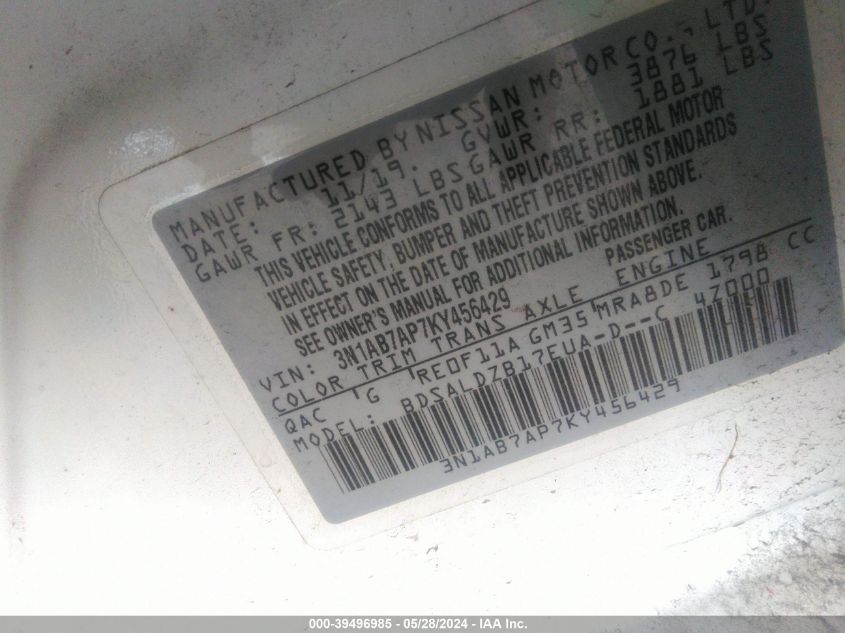 MANUFACTURED BY NISSAN MOTOR CO., LTD.
DATE: 11/19. GVWR: 3876 LBS
GAWR FR: 2143 LBS GAWR RR: 1881 LBS
THIS VEHICLE CONFORMS TO ALL APPLICABLE FEDERAL MOTOR
VEHICLE SAFETY, BUMPER AND THEFT PREVENTION STANDARDS
IN EFFECT ON THE DATE OF MANUFACTURE SHOWN ABOVE.
SEE OWNER'S MANUAL FOR ADDITIONAL INFORMATION.
VIN: 3N1AB7AP7KY456429 PASSENGER CAR.
COLOR TRIM TRANS AXLE ENGINE
QAC G RE0F11A GM35 MRA8DE 1798 CC
MODEL: BDSALDZB17EUA-D--C 47000
3N1AB7AP7KY456429
000-39496985 / 05/28/2024 - IAA Inc.